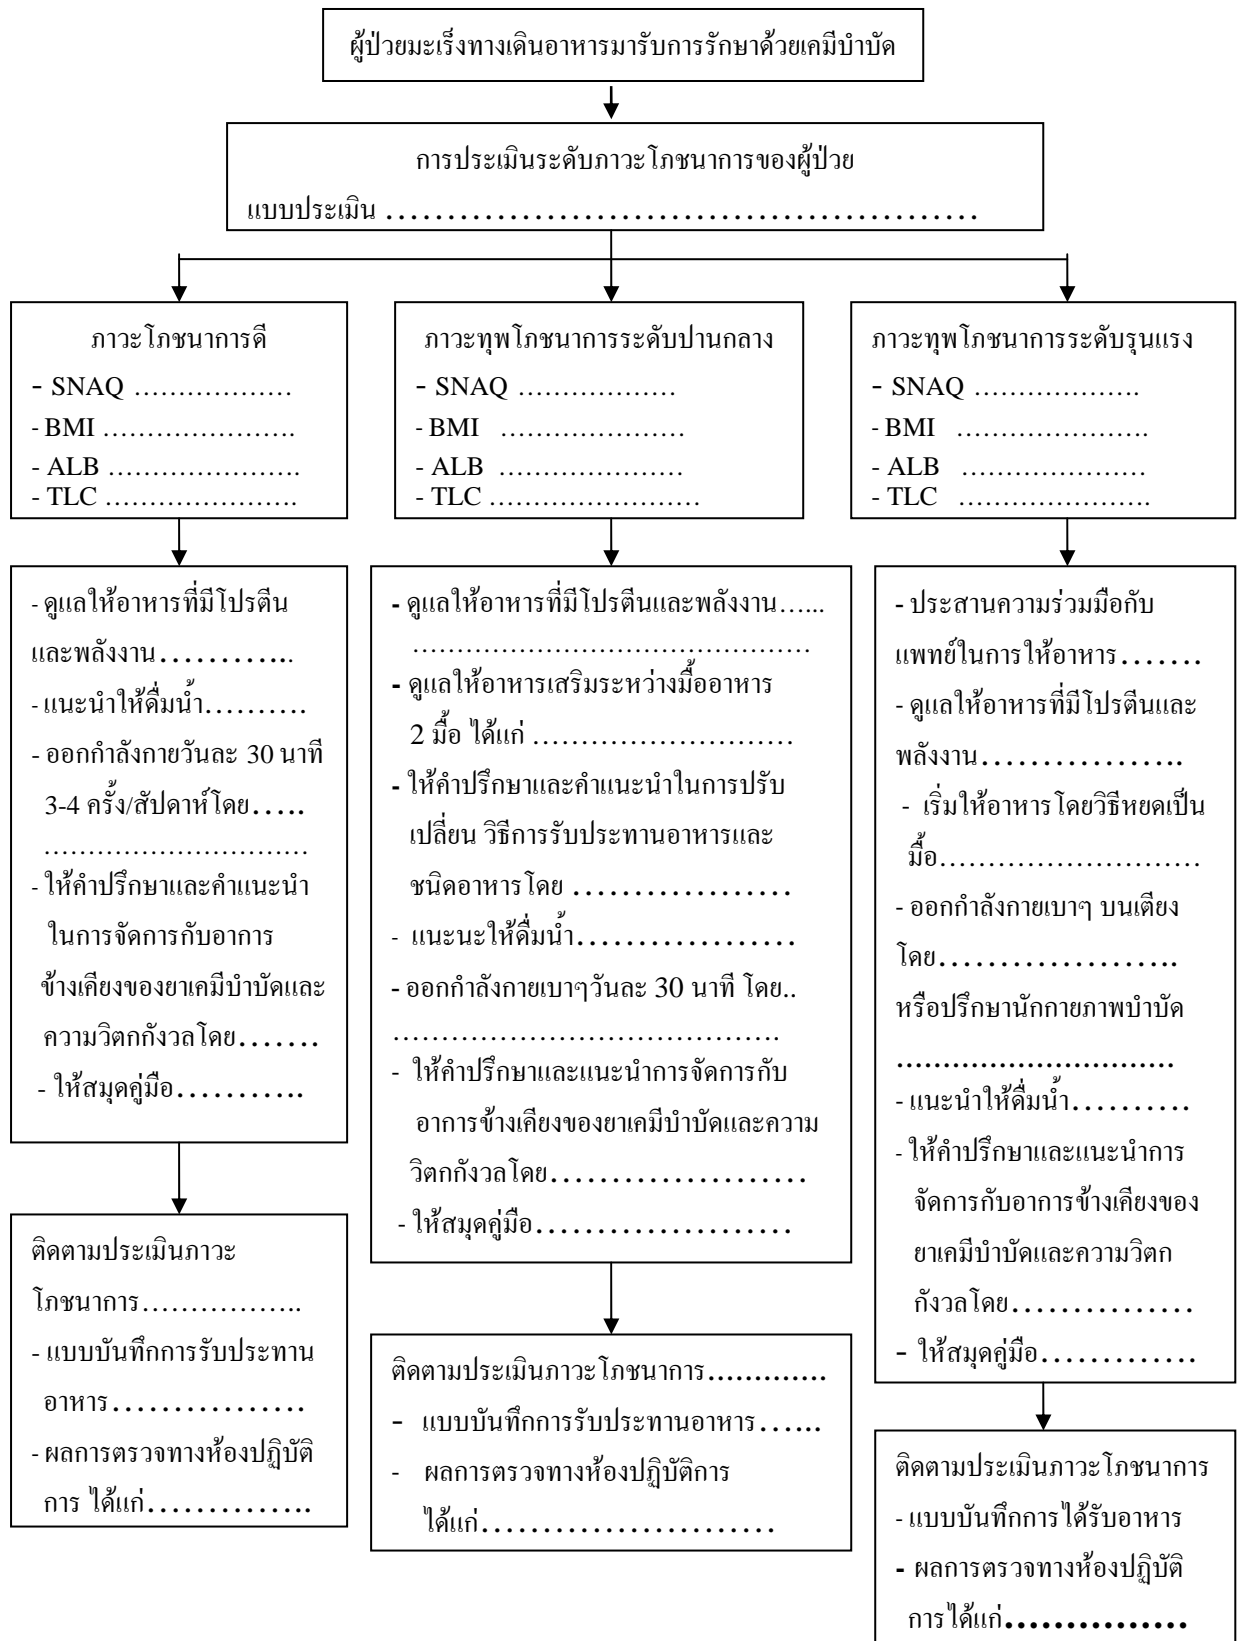 ผู้ป่วยมะเร็งทางเดินอาหารมารับการรักษาด้วยเคมีบำบัด
การประเมินระดับภาวะโภชนาการของผู้ป่วย
แบบประเมิน ................................................
ภาวะโภชนาการดี
- SNAQ ..................
- BMI ......................
- ALB ......................
- TLC ......................
ภาวะทุพโภชนาการระดับปานกลาง
- SNAQ ..................
- BMI .....................
- ALB .....................
- TLC ........................
ภาวะทุพโภชนาการระดับรุนแรง
- SNAQ ...................
- BMI ......................
- ALB .....................
- TLC ......................
- ดูแลให้อาหารที่มีโปรตีน
และพลังงาน..............
- แนะนำให้ดื่มน้ำ..........
- ออกกำลังกายวันละ 30 นาที
3-4 ครั้ง/สัปดาห์โดย.....
..............................
- ให้คำปรึกษาและคำแนะนำ
ในการจัดการกับอาการ
ข้างเคียงของยาเคมีบำบัดและ
ความวิตกกังวลโดย.......
- ให้สมุดคู่มือ...........
- ดูแลให้อาหารที่มีโปรตีนและพลังงาน......
.............................................
- ดูแลให้อาหารเสริมระหว่างมื้ออาหาร
2 มื้อ ได้แก่ ..............................
- ให้คำปรึกษาและคำแนะนำในการปรับ
เปลี่ยน วิธีการรับประทานอาหารและ
ชนิดอาหารโดย ..................
- แนะนะให้ดื่มน้ำ..................
- ออกกำลังกายเบาๆวันละ 30 นาที โดย..
............................................
- ให้คำปรึกษาและแนะนำการจัดการกับ
อาการข้างเคียงของยาเคมีบำบัดและความ
วิตกกังวลโดย.....................
- ให้สมุดคู่มือ.....................
- ประสานความร่วมมือกับ
แพทย์ในการให้อาหาร.......
- ดูแลให้อาหารที่มีโปรตีนและ
พลังงาน.................
- เริ่มให้อาหารโดยวิธีหยดเป็น
มื้อ..............................
- ออกกำลังกายเบาๆ บนเตียง
โดย....................
หรือปรึกษานักกายภาพบำบัด
..............................
- แนะนำให้ดื่มน้ำ..........
- ให้คำปรึกษาและแนะนำการ
จัดการกับอาการข้างเคียงของ
ยาเคมีบำบัดและความวิตก
กังวลโดย...............
- ให้สมุดคู่มือ.............
ติดตามประเมินภาวะ
โภชนาการ..................
- แบบบันทึกการรับประทาน
อาหาร................
- ผลการตรวจทางห้องปฏิบัติ
การ ได้แก่..............
ติดตามประเมินภาวะโภชนาการ.............
- แบบบันทึกการรับประทานอาหาร......
- ผลการตรวจทางห้องปฏิบัติการ
ได้แก่........................
ติดตามประเมินภาวะโภชนาการ
- แบบบันทึกการได้รับอาหาร
- ผลการตรวจทางห้องปฏิบัติ
การได้แก่...............